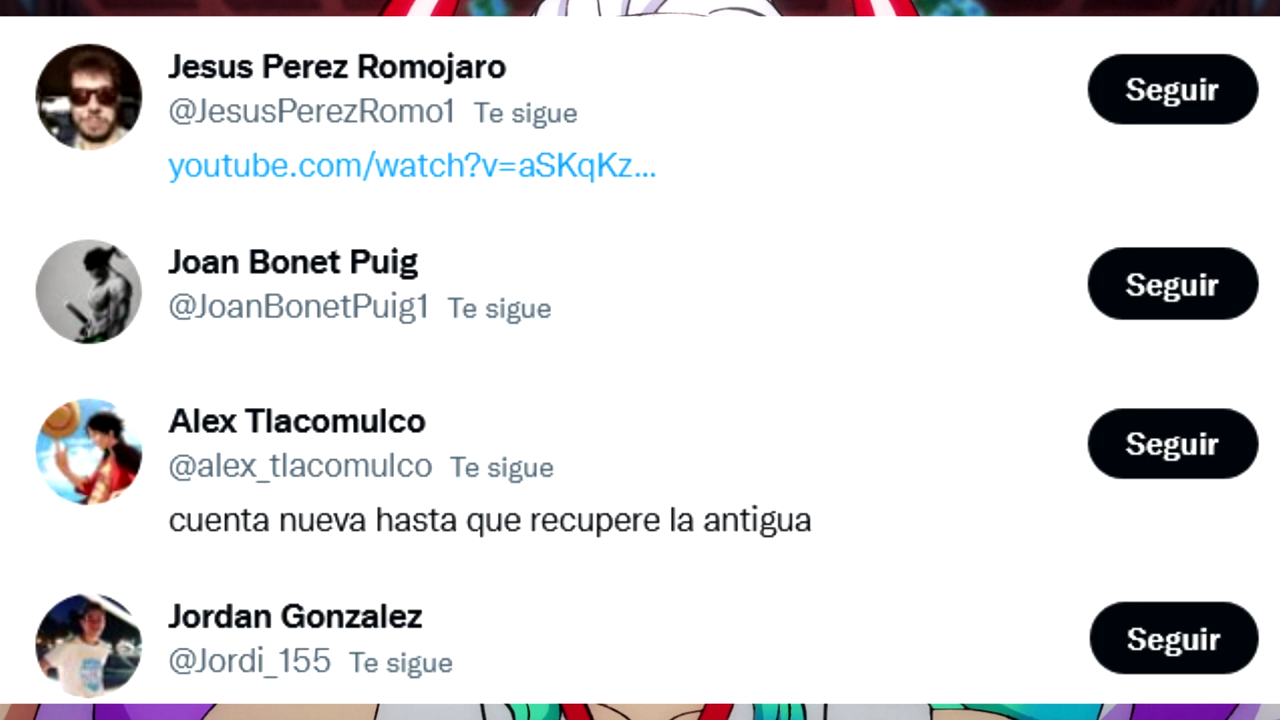 Jesus Perez Romojaro
Seguir
@JesusPerezRomo1 Te sigue
youtube.com/watch?v=aSKqKz...
Joan Bonet Puig
Seguir
@JoanBonetPuig1 Te sigue
Alex Tlacomulco
Seguir
@alex_tlacomulco Te sigue
cuenta nueva hasta que recupere la antigua
Jordan Gonzalez
Seguir
@Jordi_155 Te sigue